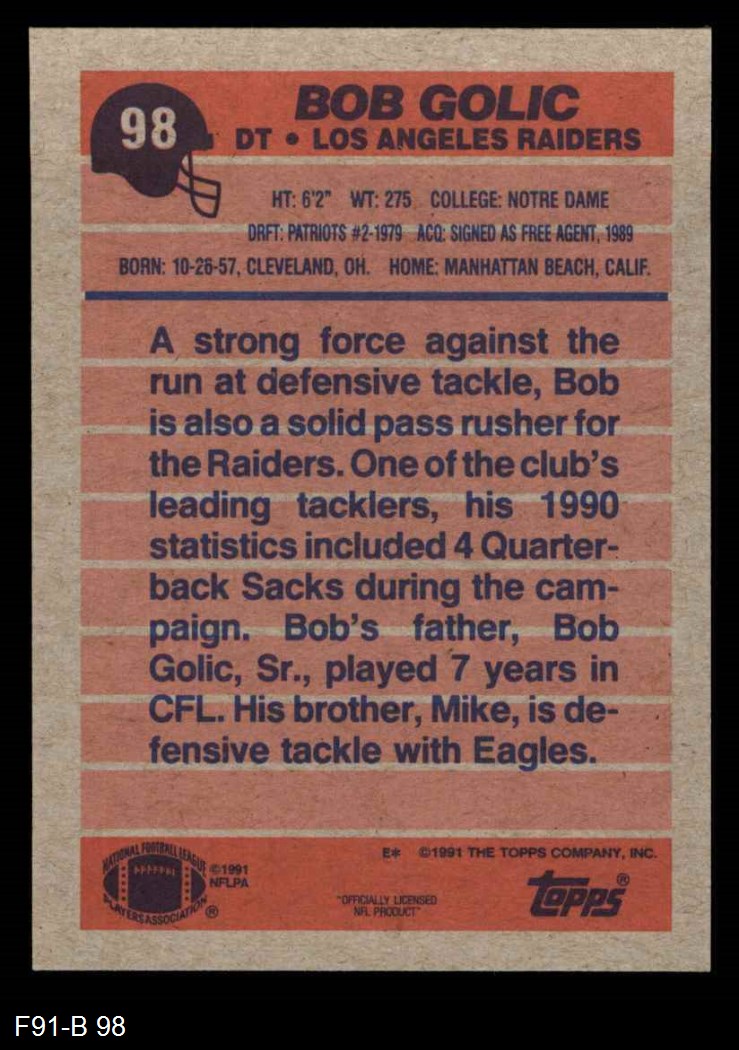 98
BOB GOLIC
DT • LOS ANGELES RAIDERS
HT: 6'2" WT: 275 COLLEGE: NOTRE DAME
DRFT: PATRIOTS #2-1979 ACQ: SIGNED AS FREE AGENT, 1989
BORN: 10-26-57, CLEVELAND, OH. HOME: MANHATTAN BEACH, CALIF.
A strong force against the
run at defensive tackle, Bob
is also a solid pass rusher for
the Raiders. One of the club's
leading tacklers, his 1990
statistics included 4 Quarter-
back Sacks during the cam-
paign. Bob's father, Bob
Golic, Sr., played 7 years in
CFL. His brother, Mike, is de-
fensive tackle with Eagles.
NATIONAL FOOTBALL LEAGUE
PLAYERS ASSOCIATION ®
©1991
NFLPA
E* ©1991 THE TOPPS COMPANY, INC.
"OFFICIALLY LICENSED
NFL PRODUCT"
Topps ®
F91-B 98